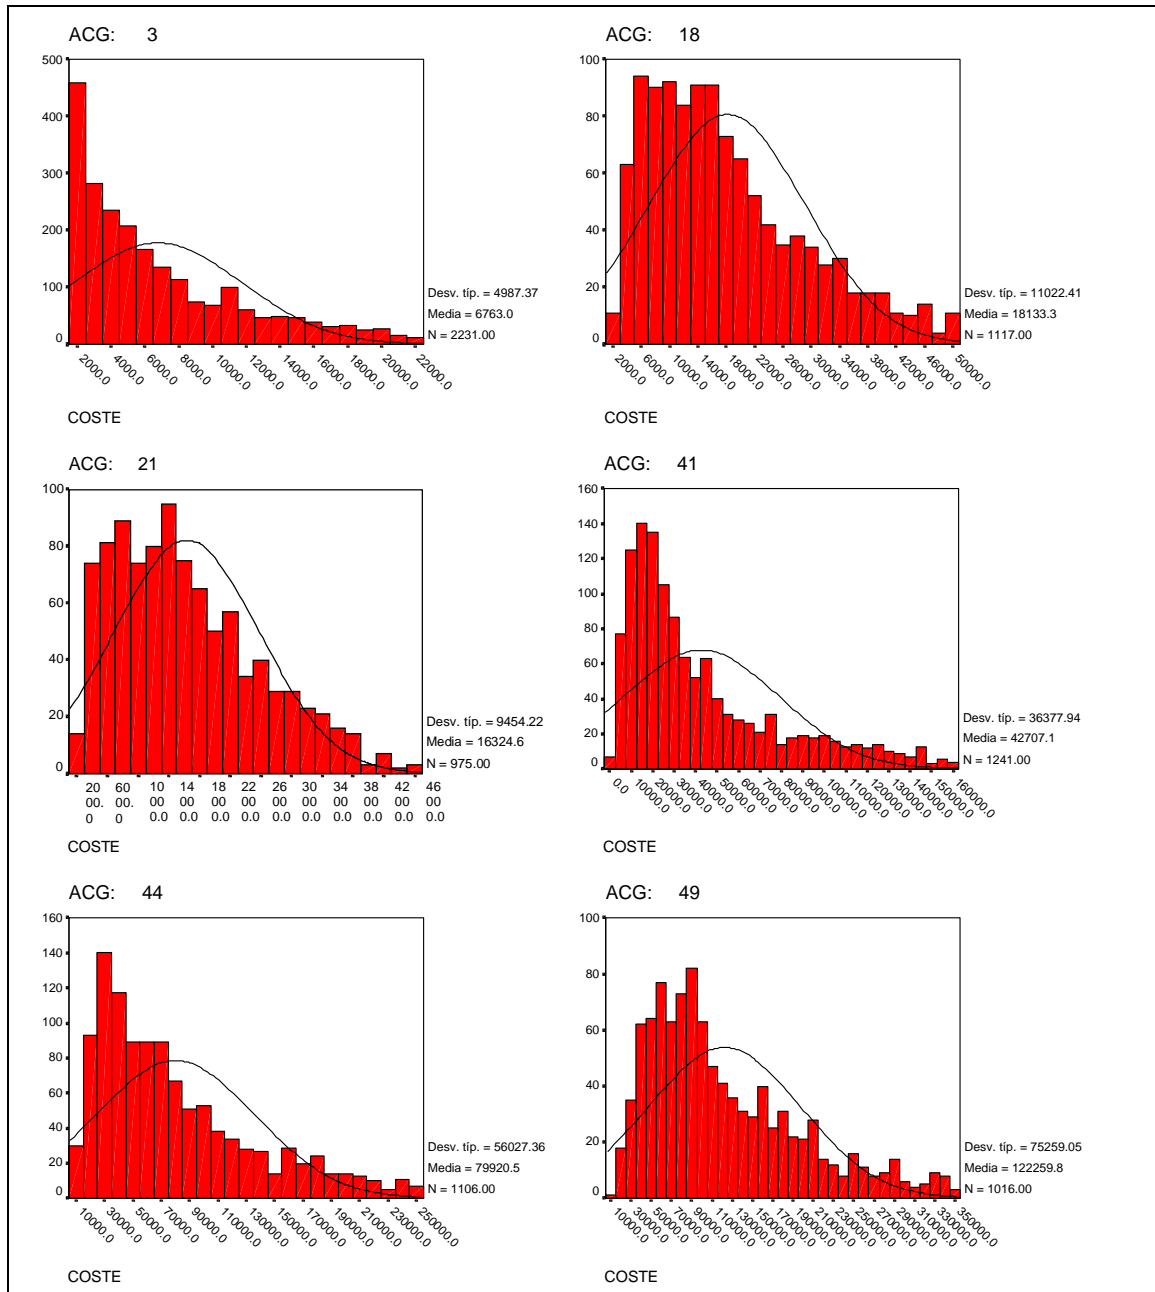 ACG: 3
500
400
300
200
100
0
2000.0 4000.0 6000.0 8000.0 10000.0 12000.0 14000.0 16000.0 18000.0 20000.0 22000.0
COSTE
Desv. típ. = 4987.37
Media = 6763.0
N = 2231.00
ACG: 18
100
80
60
40
20
0
2000.0 6000.0 10000.0 14000.0 18000.0 22000.0 26000.0 30000.0 34000.0 38000.0 42000.0 46000.0 50000.0
COSTE
Desv. típ. = 11022.41
Media = 18133.3
N = 1117.00
ACG: 21
100
80
60
40
20
0
20 60 10 14 18 22 26 30 34 38 42 46
00. 00. 00 00 00 00 00 00 00 00 00 00
0 0 0.0 0.0 0.0 0.0 0.0 0.0 0.0 0.0 0.0 0.0
COSTE
Desv. típ. = 9454.22
Media = 16324.6
N = 975.00
ACG: 41
160
140
120
100
80
60
40
20
0
0.0 10000.0 20000.0 30000.0 40000.0 50000.0 60000.0 70000.0 80000.0 90000.0 100000.0 110000.0 120000.0 130000.0 140000.0 150000.0 160000.0
COSTE
Desv. típ. = 36377.94
Media = 42707.1
N = 1241.00
ACG: 44
160
140
120
100
80
60
40
20
0
10000.0 30000.0 50000.0 70000.0 90000.0 110000.0 130000.0 150000.0 170000.0 190000.0 210000.0 230000.0 250000.0
COSTE
Desv. típ. = 56027.36
Media = 79920.5
N = 1106.00
ACG: 49
100
80
60
40
20
0
10000.0 30000.0 50000.0 70000.0 90000.0 110000.0 130000.0 150000.0 170000.0 190000.0 210000.0 230000.0 250000.0 270000.0 290000.0 310000.0 330000.0 350000.0
COSTE
Desv. típ. = 75259.05
Media = 122259.8
N = 1016.00